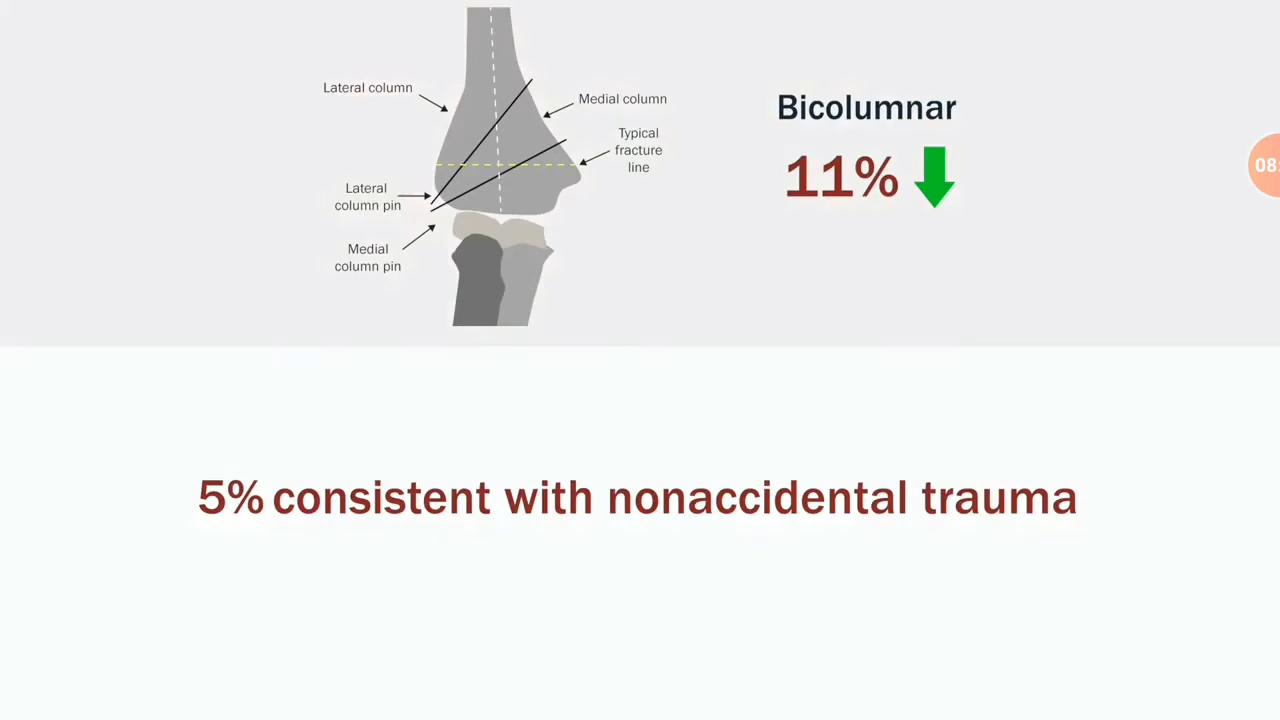 Lateral column
Medial column
Bicolumnar
Typical
fracture
line
11%
Lateral
column pin
Medial
column pin
5% consistent with nonaccidental trauma